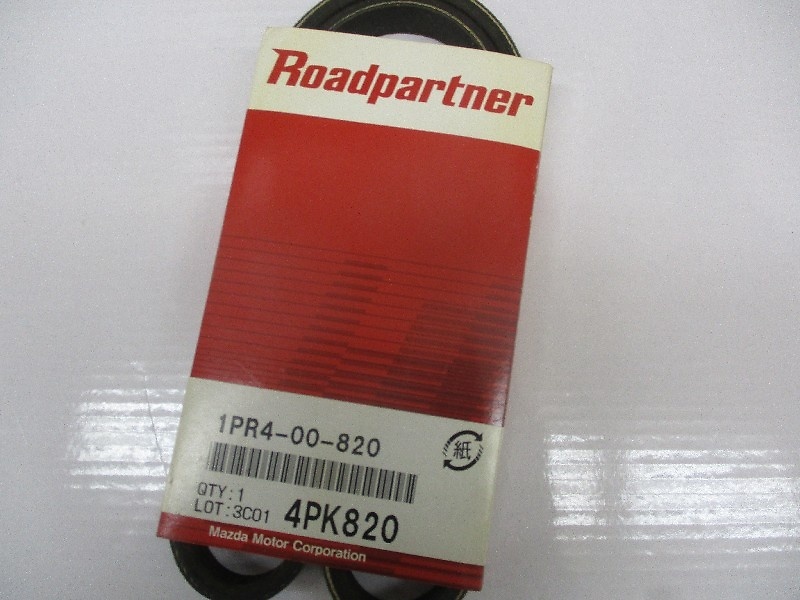 Roadpartner
1PR4-00-820
紙
QTY:1
LOT:3C01 4PK820
Mazda Motor Corporation